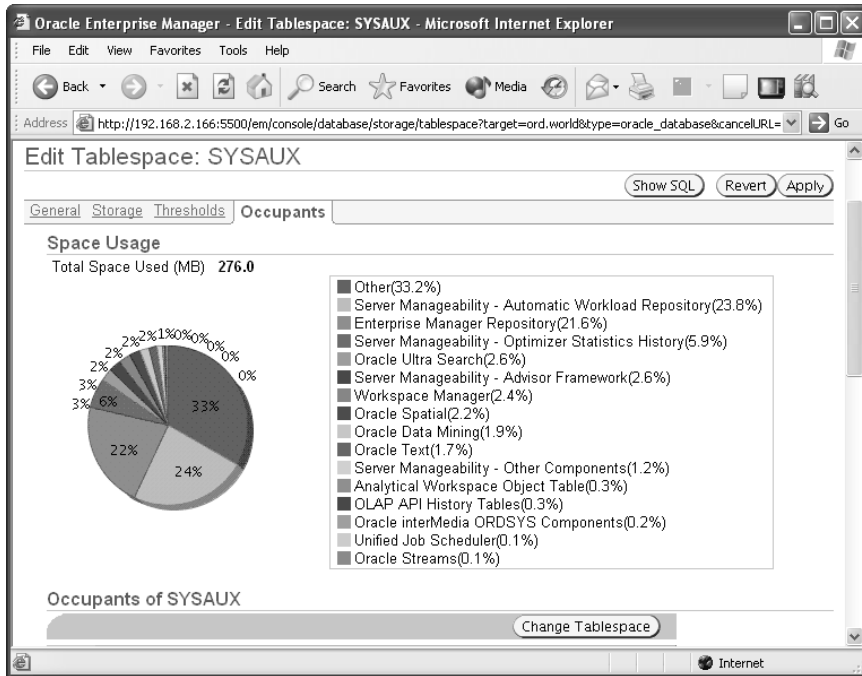 Oracle Enterprise Manager - Edit Tablespace: SYSAUX - Microsoft Internet Explorer
File Edit View Favorites Tools Help
Back Search Favorites Media
Address http://192.168.2.166:5500/em/console/database/storage/tablespace?target=ord.world&type=oracle_database&cancelURL= Go
Edit Tablespace: SYSAUX
Show SQL Revert Apply
General Storage Thresholds Occupants
Space Usage
Total Space Used (MB) 276.0
Other(33.2%)
Server Manageability - Automatic Workload Repository(23.8%)
Enterprise Manager Repository(21.6%)
Server Manageability - Optimizer Statistics History(5.9%)
Oracle Ultra Search(2.6%)
Server Manageability - Advisor Framework(2.6%)
Workspace Manager(2.4%)
Oracle Spatial(2.2%)
Oracle Data Mining(1.9%)
Oracle Text(1.7%)
Server Manageability - Other Components(1.2%)
Analytical Workspace Object Table(0.3%)
OLAP API History Tables(0.3%)
Oracle interMedia ORDSYS Components(0.2%)
Unified Job Scheduler(0.1%)
Oracle Streams(0.1%)
33%
24%
22%
6%
3%
3%
2%
2%
2%
2%
1%
0%
0%
0%
0%
0%
Occupants of SYSAUX
Change Tablespace
Internet